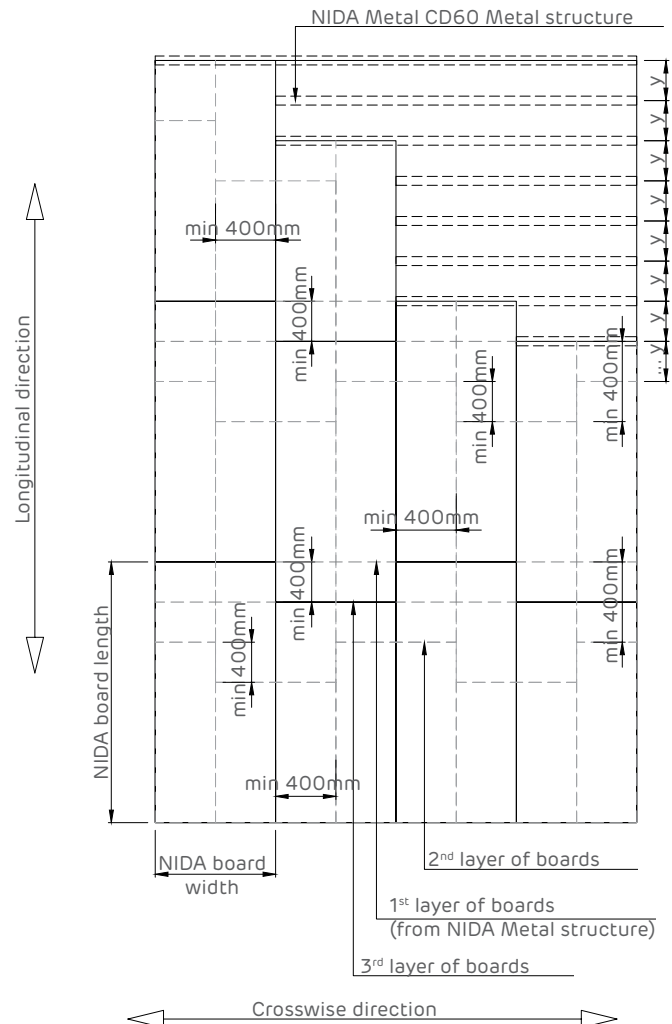 NIDA Metal CD60 Metal structure
y
y
y
y
y
y
y
... y
min 400mm
min 400mm
min 400mm
min 400mm
Longitudinal direction
min 400mm
min 400mm
min 400mm
min 400mm
NIDA board length
min 400mm
NIDA board
width
2nd layer of boards
1st layer of boards
(from NIDA Metal structure)
3rd layer of boards
Crosswise direction